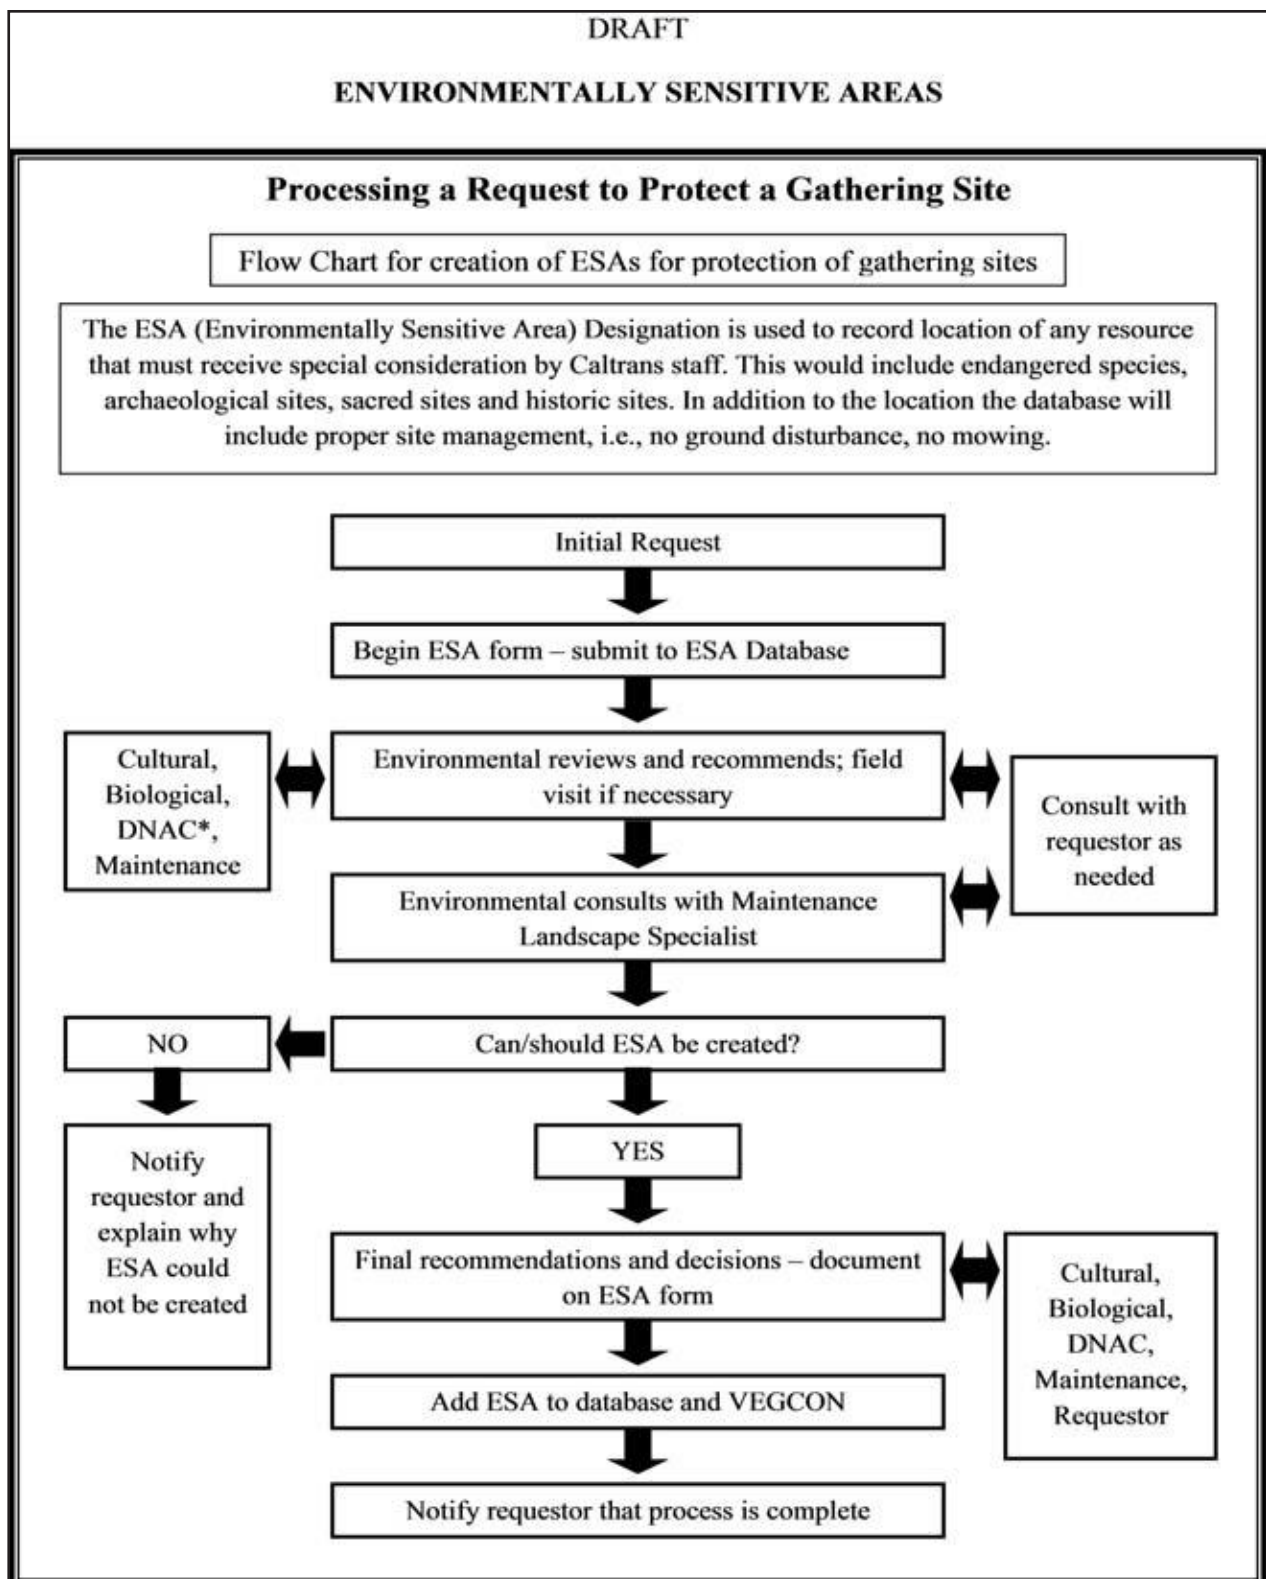 DRAFT
ENVIRONMENTALLY SENSITIVE AREAS
Processing a Request to Protect a Gathering Site
Flow Chart for creation of ESAs for protection of gathering sites
The ESA (Environmentally Sensitive Area) Designation is used to record location of any resource
that must receive special consideration by Caltrans staff. This would include endangered species,
archaeological sites, sacred sites and historic sites. In addition to the location the database will
include proper site management, i.e., no ground disturbance, no mowing.
Initial Request
Begin ESA form – submit to ESA Database
Cultural,
Biological,
DNAC*,
Maintenance
Environmental reviews and recommends; field
visit if necessary
Consult with
requestor as
needed
Environmental consults with Maintenance
Landscape Specialist
NO
Can/should ESA be created?
Notify
requestor and
explain why
ESA could
not be created
YES
Final recommendations and decisions – document
on ESA form
Cultural,
Biological,
DNAC,
Maintenance,
Requestor
Add ESA to database and VEGCON
Notify requestor that process is complete